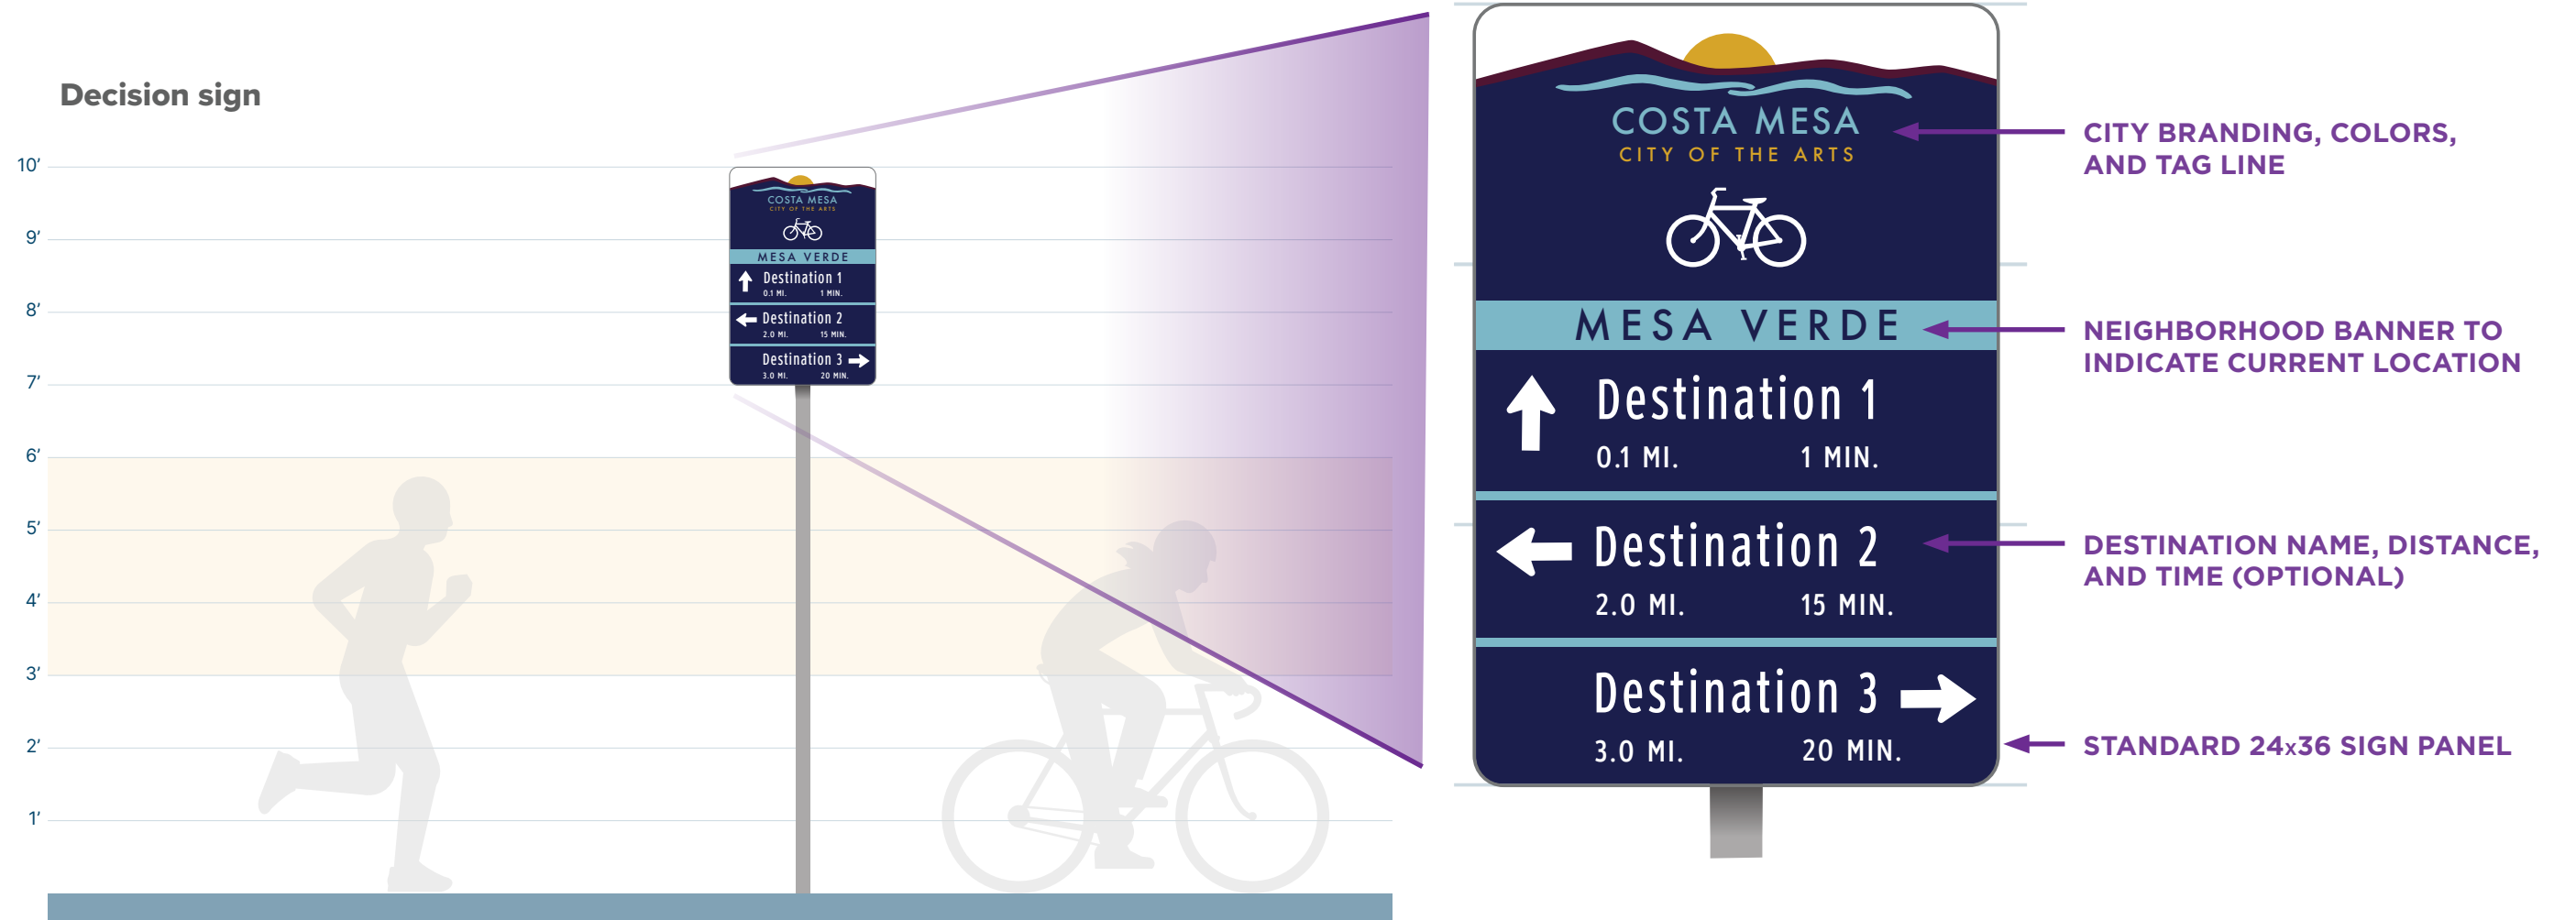 Decision sign
10’
9’
8’
7’
6’
5’
4’
3’
2’
1’
COSTA MESA
CITY OF THE ARTS
MESA VERDE
Destination 1
0.1 MI. 1 MIN.
Destination 2
2.0 MI. 15 MIN.
Destination 3
3.0 MI. 20 MIN.
COSTA MESA
CITY OF THE ARTS
MESA VERDE
Destination 1
0.1 MI. 1 MIN.
Destination 2
2.0 MI. 15 MIN.
Destination 3
3.0 MI. 20 MIN.
CITY BRANDING, COLORS,
AND TAG LINE
NEIGHBORHOOD BANNER TO
INDICATE CURRENT LOCATION
DESTINATION NAME, DISTANCE,
AND TIME (OPTIONAL)
STANDARD 24x36 SIGN PANEL